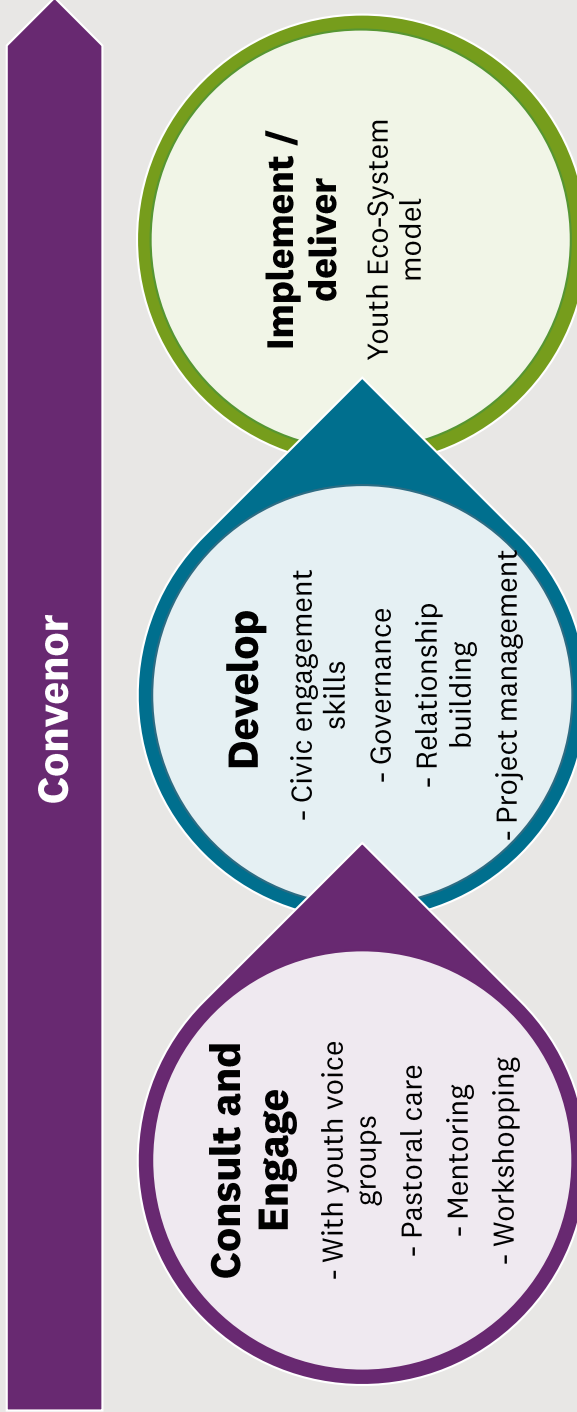 Convenor
Consult and
Engage
- With youth voice
groups
- Pastoral care
- Mentoring
- Workshopping
Develop
- Civic engagement
skills
- Governance
- Relationship
building
- Project management
Implement /
deliver
Youth Eco-System
model